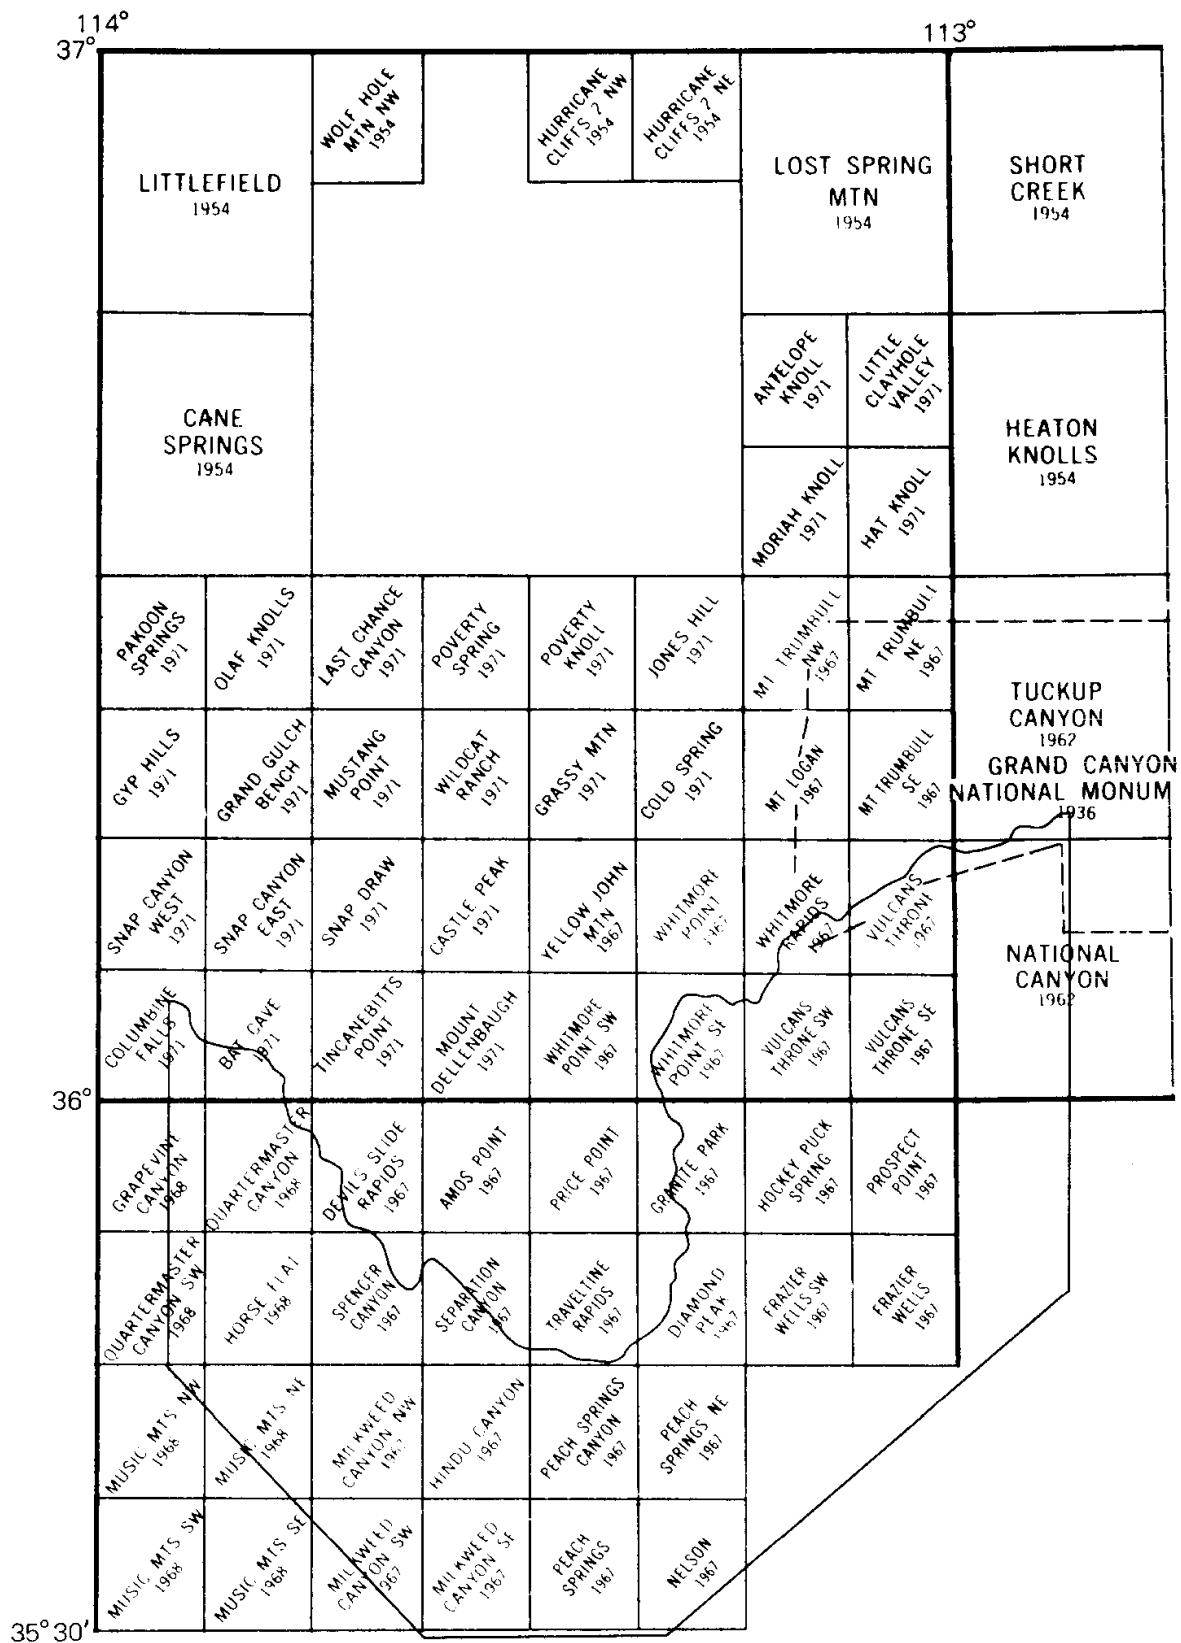 114°
113°
37°
WOLF HOLE
MTN NW
1954
HURRICANE
CLIFFS 2 NW
1954
HURRICANE
CLIFFS 2 NE
1954
LITTLEFIELD
1954
LOST SPRING
MTN
1954
SHORT
CREEK
1954
CANE
SPRINGS
1954
ANTELOPE
KNOLL
1971
LITTLE
CLAYHOLE
VALLEY
1971
HEATON
KNOLLS
1954
MORIAH KNOLL
1971
HAT KNOLL
1971
PAKOON
SPRINGS
1971
OLAF KNOLLS
1971
LAST CHANCE
CANYON
1971
POVERTY
SPRING
1971
POVERTY
KNOLL
1971
JONES HILL
1971
MT TRUMBULL
NW
1967
MT TRUMBULL
NE
1967
TUCKUP
CANYON
1962
GRAND CANYON
NATIONAL MONUM
1936
GYP HILLS
1971
GRAND GULCH
BENCH
1971
MUSTANG
POINT
1971
WILDCAT
RANCH
1971
GRASSY MTN
1971
COLD SPRING
1971
MT LOGAN
1967
MT TRUMBULL
SE
1967
SNAP CANYON
WEST
1971
SNAP CANYON
EAST
1971
SNAP DRAW
1971
CASTLE PEAK
1971
YELLOW JOHN
MTN
1967
WHITMORE
POINT
1967
WHITMORE
RAPIDS
1967
VULCANS
THRONE
1967
NATIONAL
CANYON
1962
COLUMBINE
FALLS
1971
BAT CAVE
1971
TINCANEBITTS
POINT
1971
MOUNT
DELLENBAUGH
1971
WHITMORE
POINT SW
1967
WHITMORE
POINT SE
1967
VULCANS
THRONE SW
1967
VULCANS
THRONE SE
1967
36°
GRAPEVINE
CANYON
1968
QUARTERMASTER
CANYON
1968
DEVILS SLIDE
RAPIDS
1967
AMOS POINT
1967
PRICE POINT
1967
GRANITE PARK
1967
HOCKEY PUCK
SPRING
1967
PROSPECT
POINT
1967
QUARTERMASTER
CANYON SW
1968
HORSE FLAT
1968
SPENCER
CANYON
1967
SEPARATION
CANYON
1967
TRAVELTINE
RAPIDS
1967
DIAMOND
PEAK
1967
FRAZIER
WELLS SW
1967
FRAZIER
WELLS
1967
MUSIC MTS NW
1968
MUSIC MTS NE
1968
MILKWEED
CANYON NW
1967
HINDU CANYON
1967
PEACH SPRINGS
CANYON
1967
PEACH
SPRINGS NE
1967
MUSIC MTS SW
1968
MUSIC MTS SE
1968
MILKWEED
CANYON SW
1967
MILKWEED
CANYON SE
1967
PEACH
SPRINGS
1967
NELSON
1967
35°30'